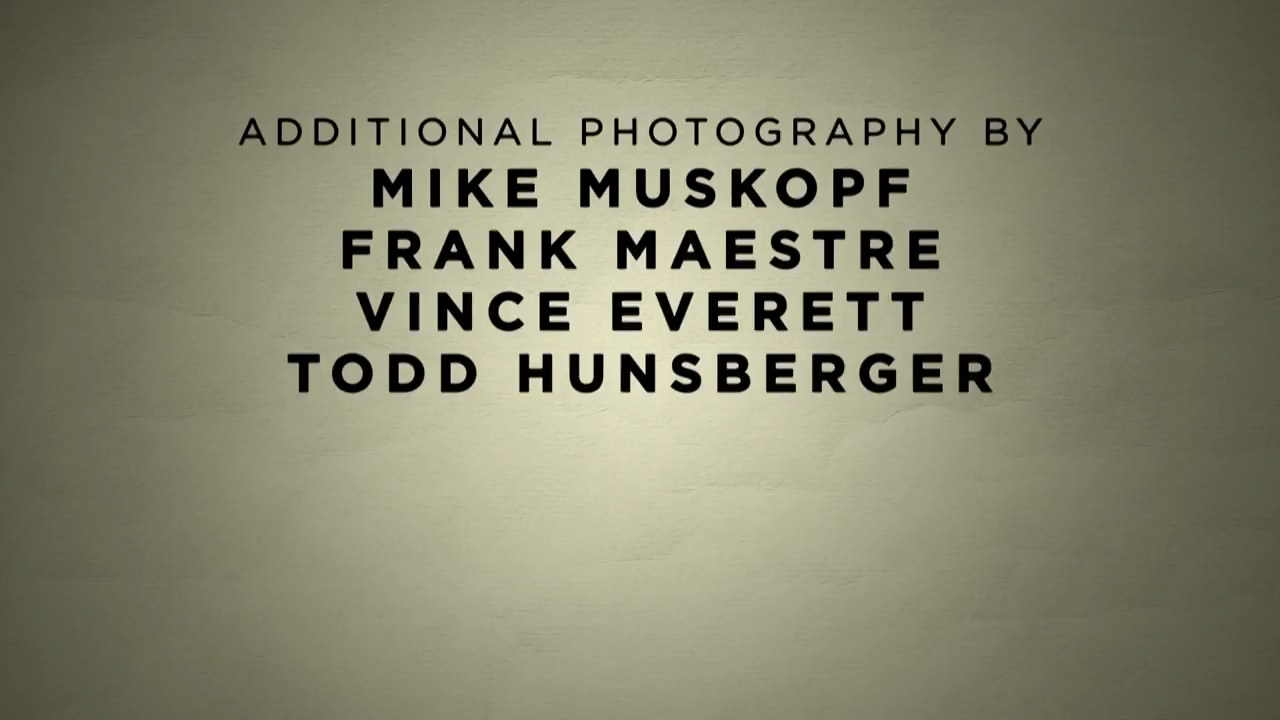 ADDITIONAL PHOTOGRAPHY BY
MIKE MUSKOPF
FRANK MAESTRE
VINCE EVERETT
TODD HUNSBERGER